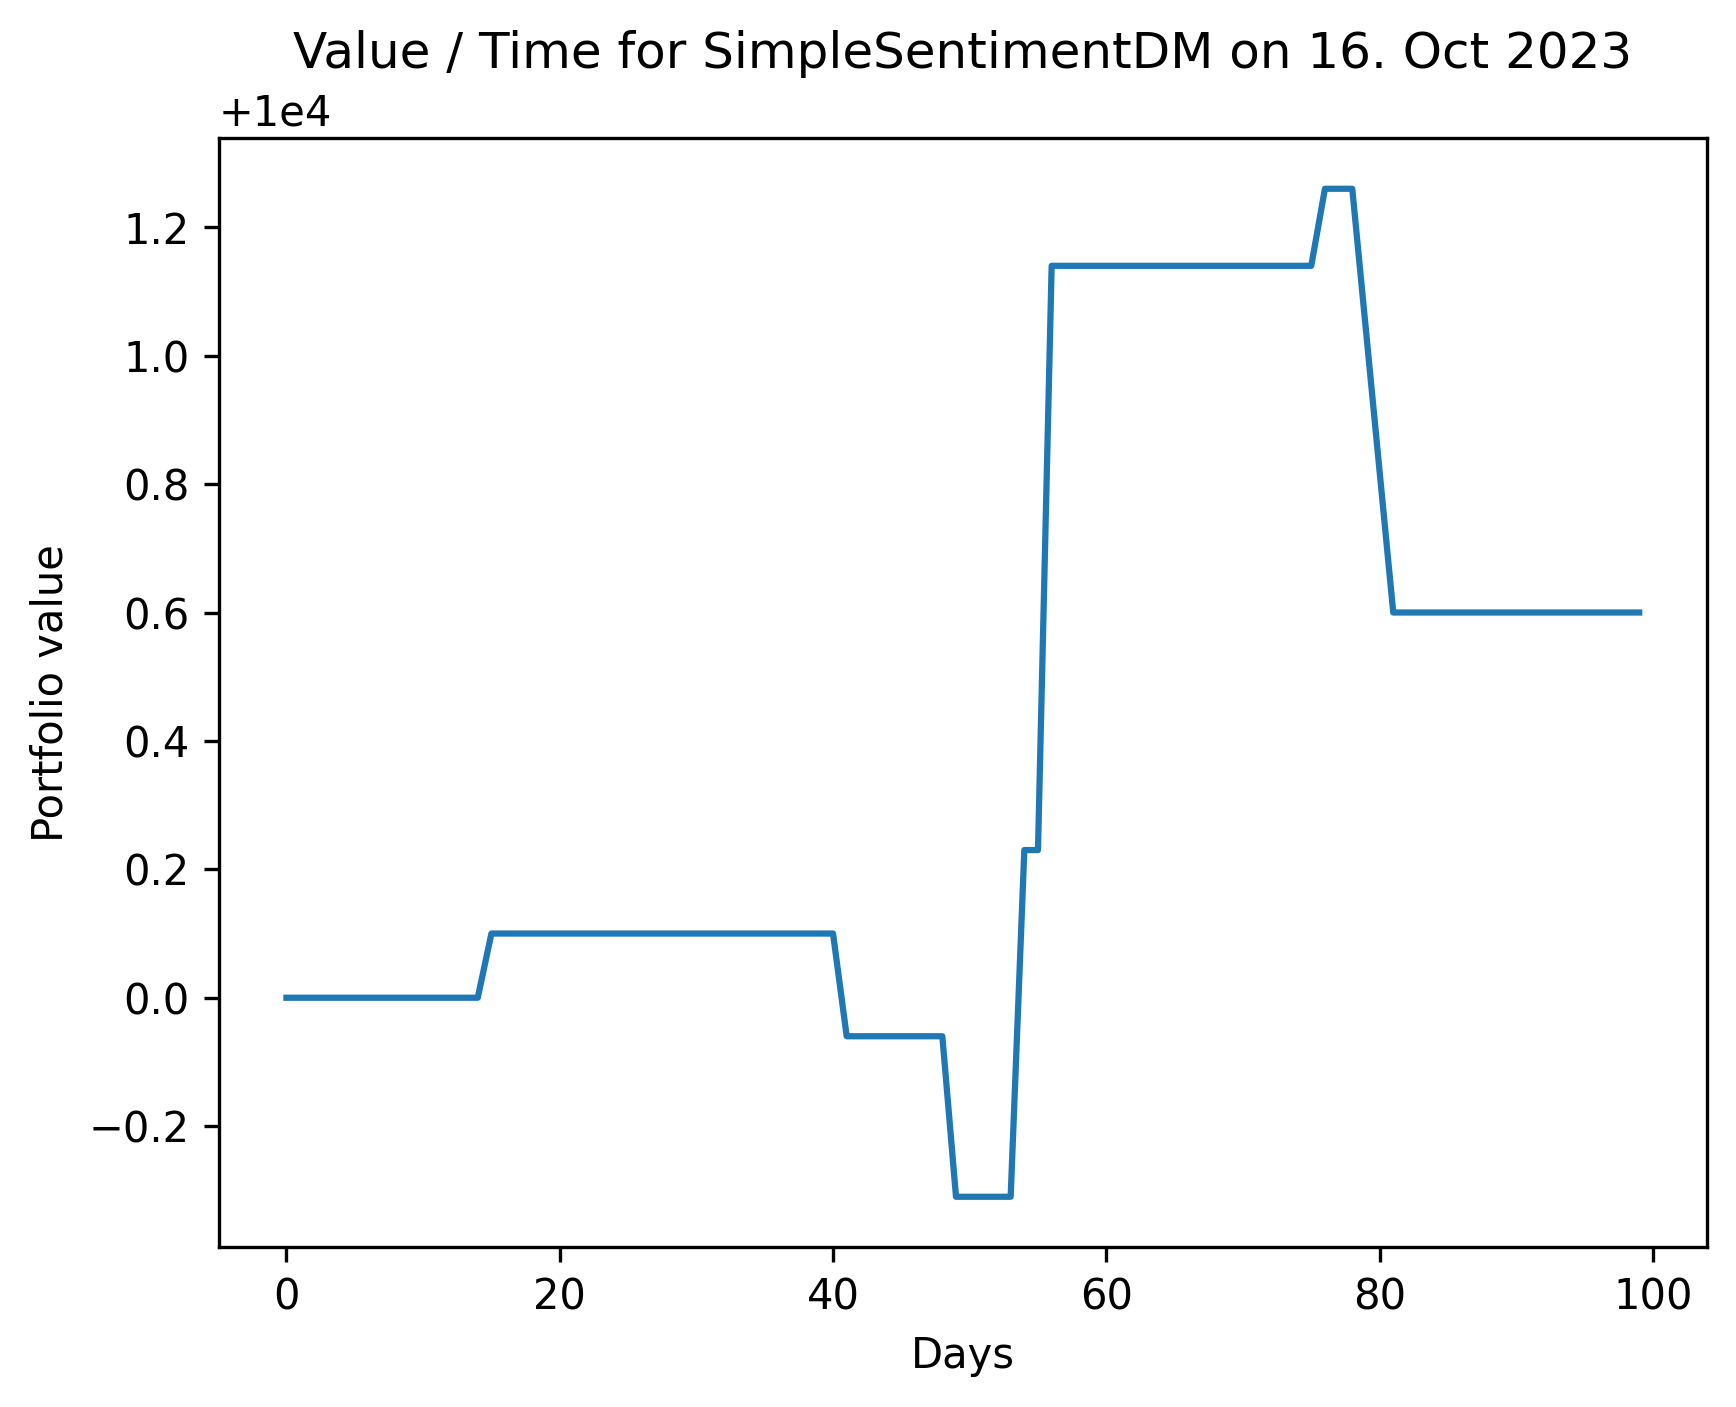 Value / Time for SimpleSentimentDM on 16. Oct 2023
+1e4
1.2
1.0
0.8
0.6
0.4
0.2
0.0
−0.2
Portfolio value
0 20 40 60 80 100
Days